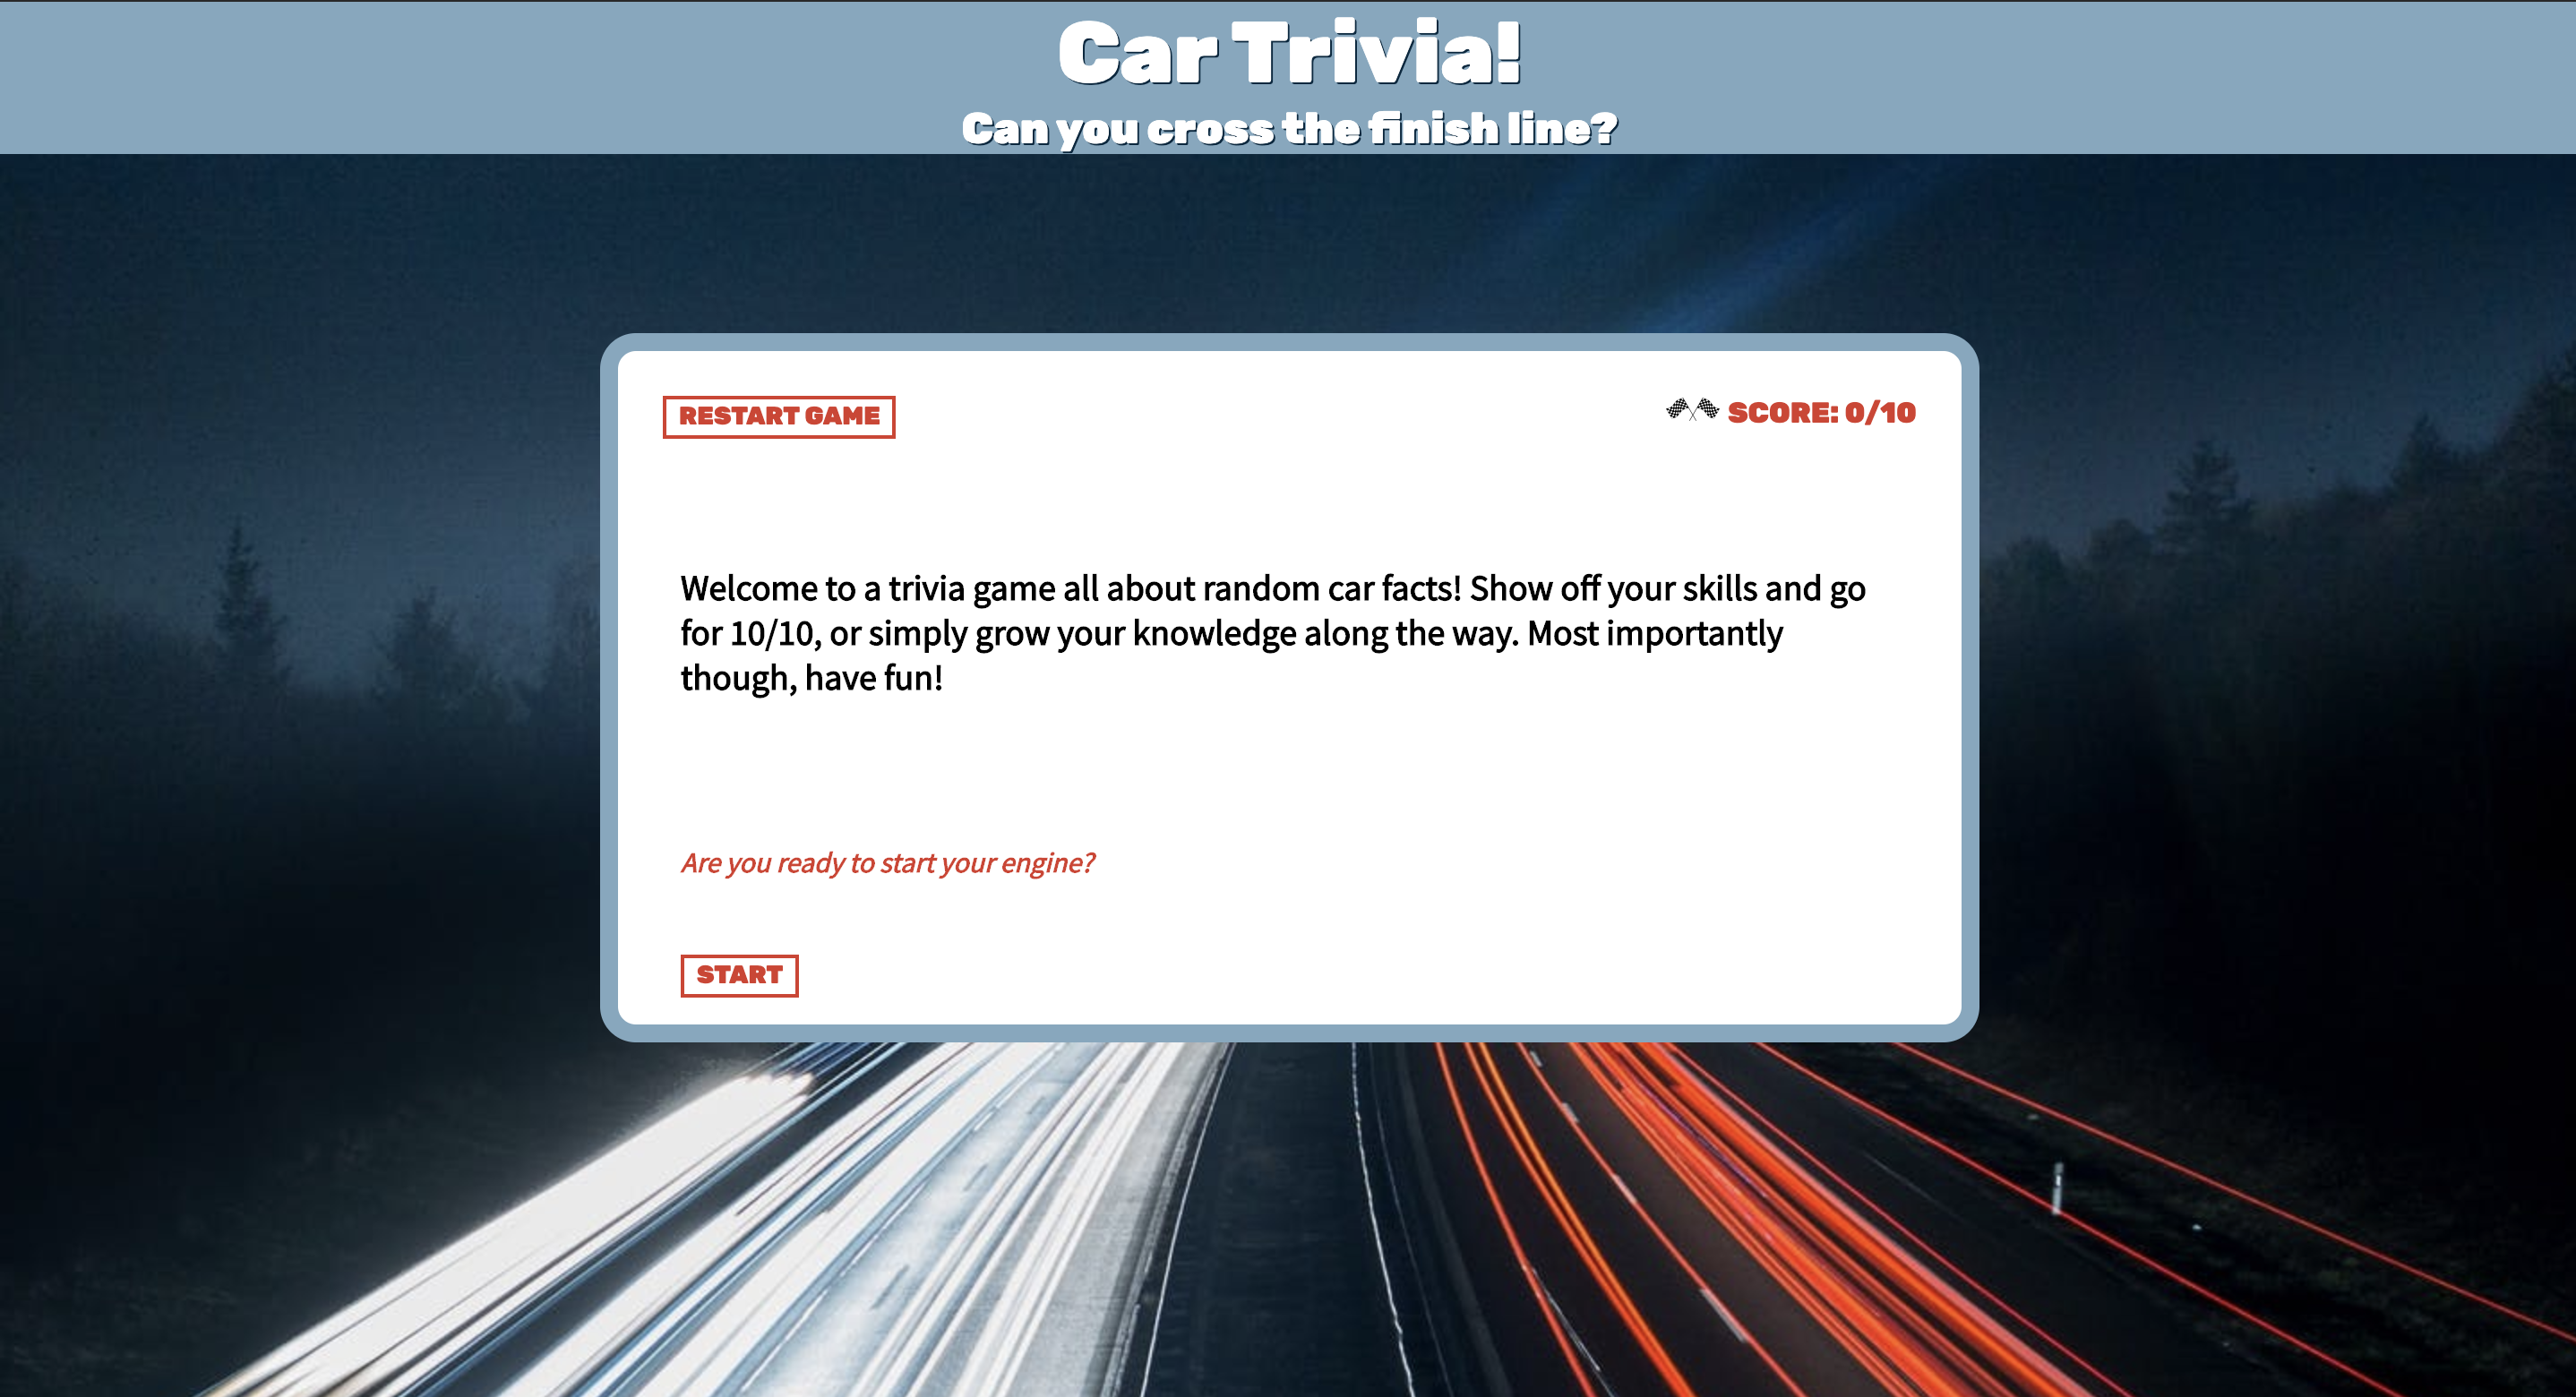 Car Trivia!
Can you cross the finish line?
RESTART GAME
SCORE: 0/10
Welcome to a trivia game all about random car facts! Show off your skills and go
for 10/10, or simply grow your knowledge along the way. Most importantly
though, have fun!
Are you ready to start your engine?
START